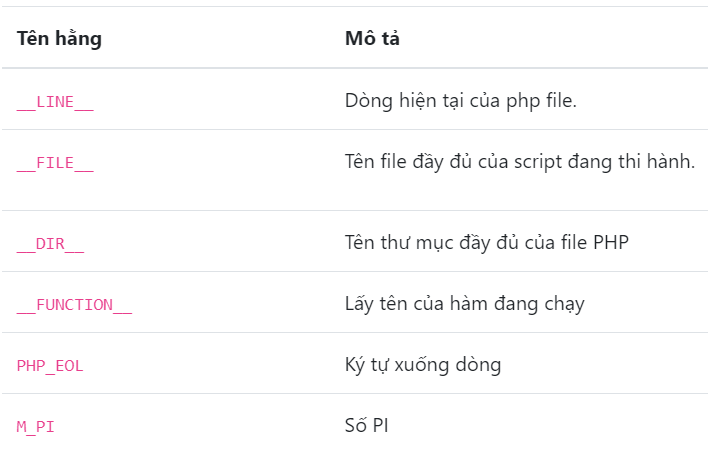 Tên hằng Mô tả
__LINE__ Dòng hiện tại của php file.
__FILE__ Tên file đầy đủ của script đang thi hành.
__DIR__ Tên thư mục đầy đủ của file PHP
__FUNCTION__ Lấy tên của hàm đang chạy
PHP_EOL Ký tự xuống dòng
M_PI Số PI